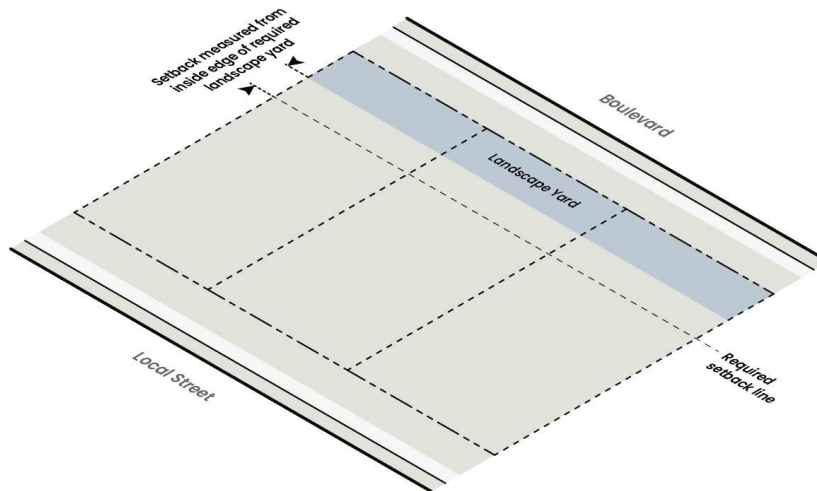 Setback measured from
inside edge of required
landscape yard
Boulevard
Landscape Yard
Required
setback line
Local Street